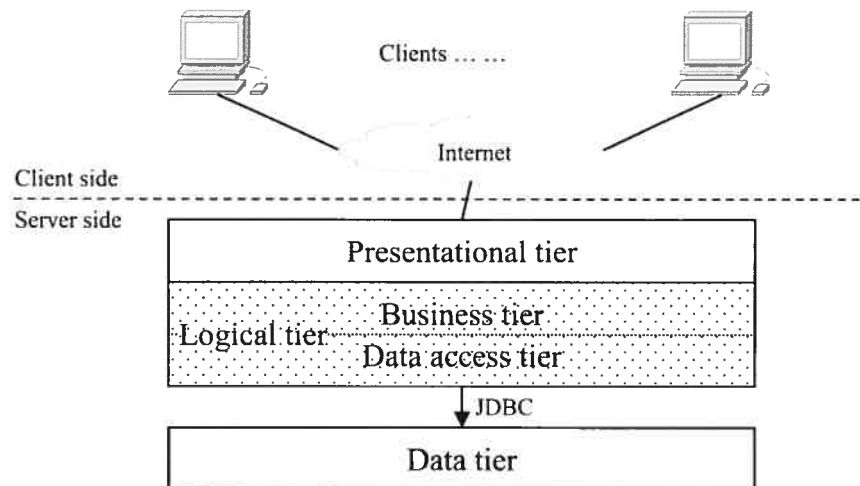 Clients ... ...
Internet
Client side
Server side
Presentational tier
Business tier
Logical tier
Data access tier
JDBC
Data tier